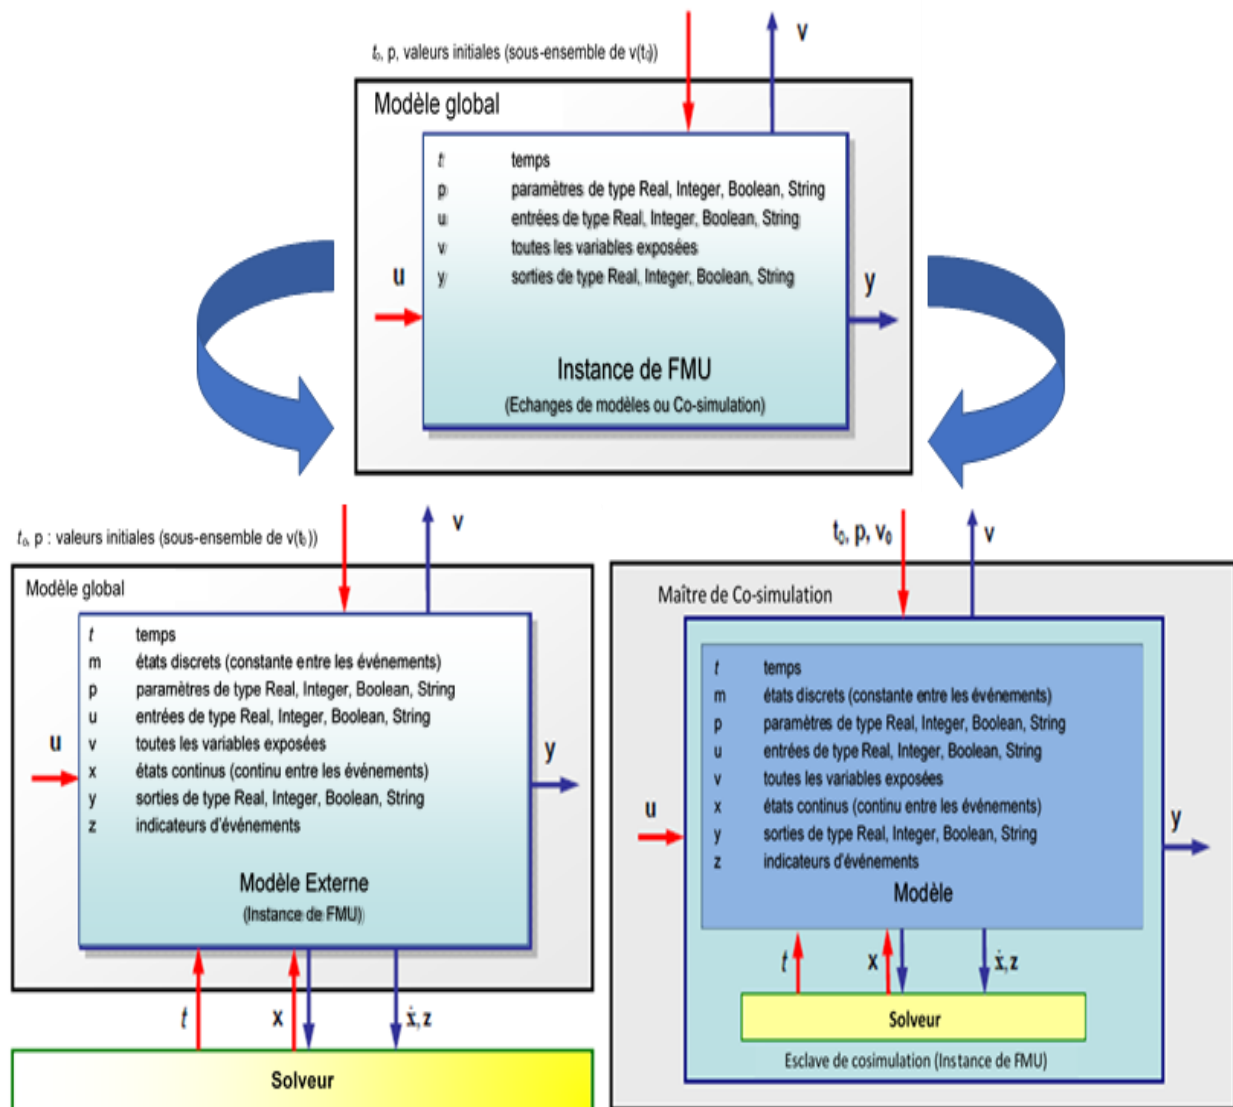 t₀, p, valeurs initiales (sous-ensemble de v(t₀))
v
Modèle global
t temps
p paramètres de type Real, Integer, Boolean, String
u entrées de type Real, Integer, Boolean, String
v toutes les variables exposées
y sorties de type Real, Integer, Boolean, String
u
y
Instance de FMU
(Echanges de modèles ou Co-simulation)
t₀, p : valeurs initiales (sous-ensemble de v(t₀))
v
Modèle global
t temps
m états discrets (constante entre les événements)
p paramètres de type Real, Integer, Boolean, String
u entrées de type Real, Integer, Boolean, String
v toutes les variables exposées
x états continus (continu entre les événements)
y sorties de type Real, Integer, Boolean, String
z indicateurs d'événements
u
y
Modèle Externe
(Instance de FMU)
t
x
ẋ, z
Solveur
t₀, p, v₀
v
Maître de Co-simulation
t temps
m états discrets (constante entre les événements)
p paramètres de type Real, Integer, Boolean, String
u entrées de type Real, Integer, Boolean, String
v toutes les variables exposées
x états continus (continu entre les événements)
y sorties de type Real, Integer, Boolean, String
z indicateurs d'événements
u
y
Modèle
t
x
ẋ, z
Solveur
Esclave de cosimulation (Instance de FMU)